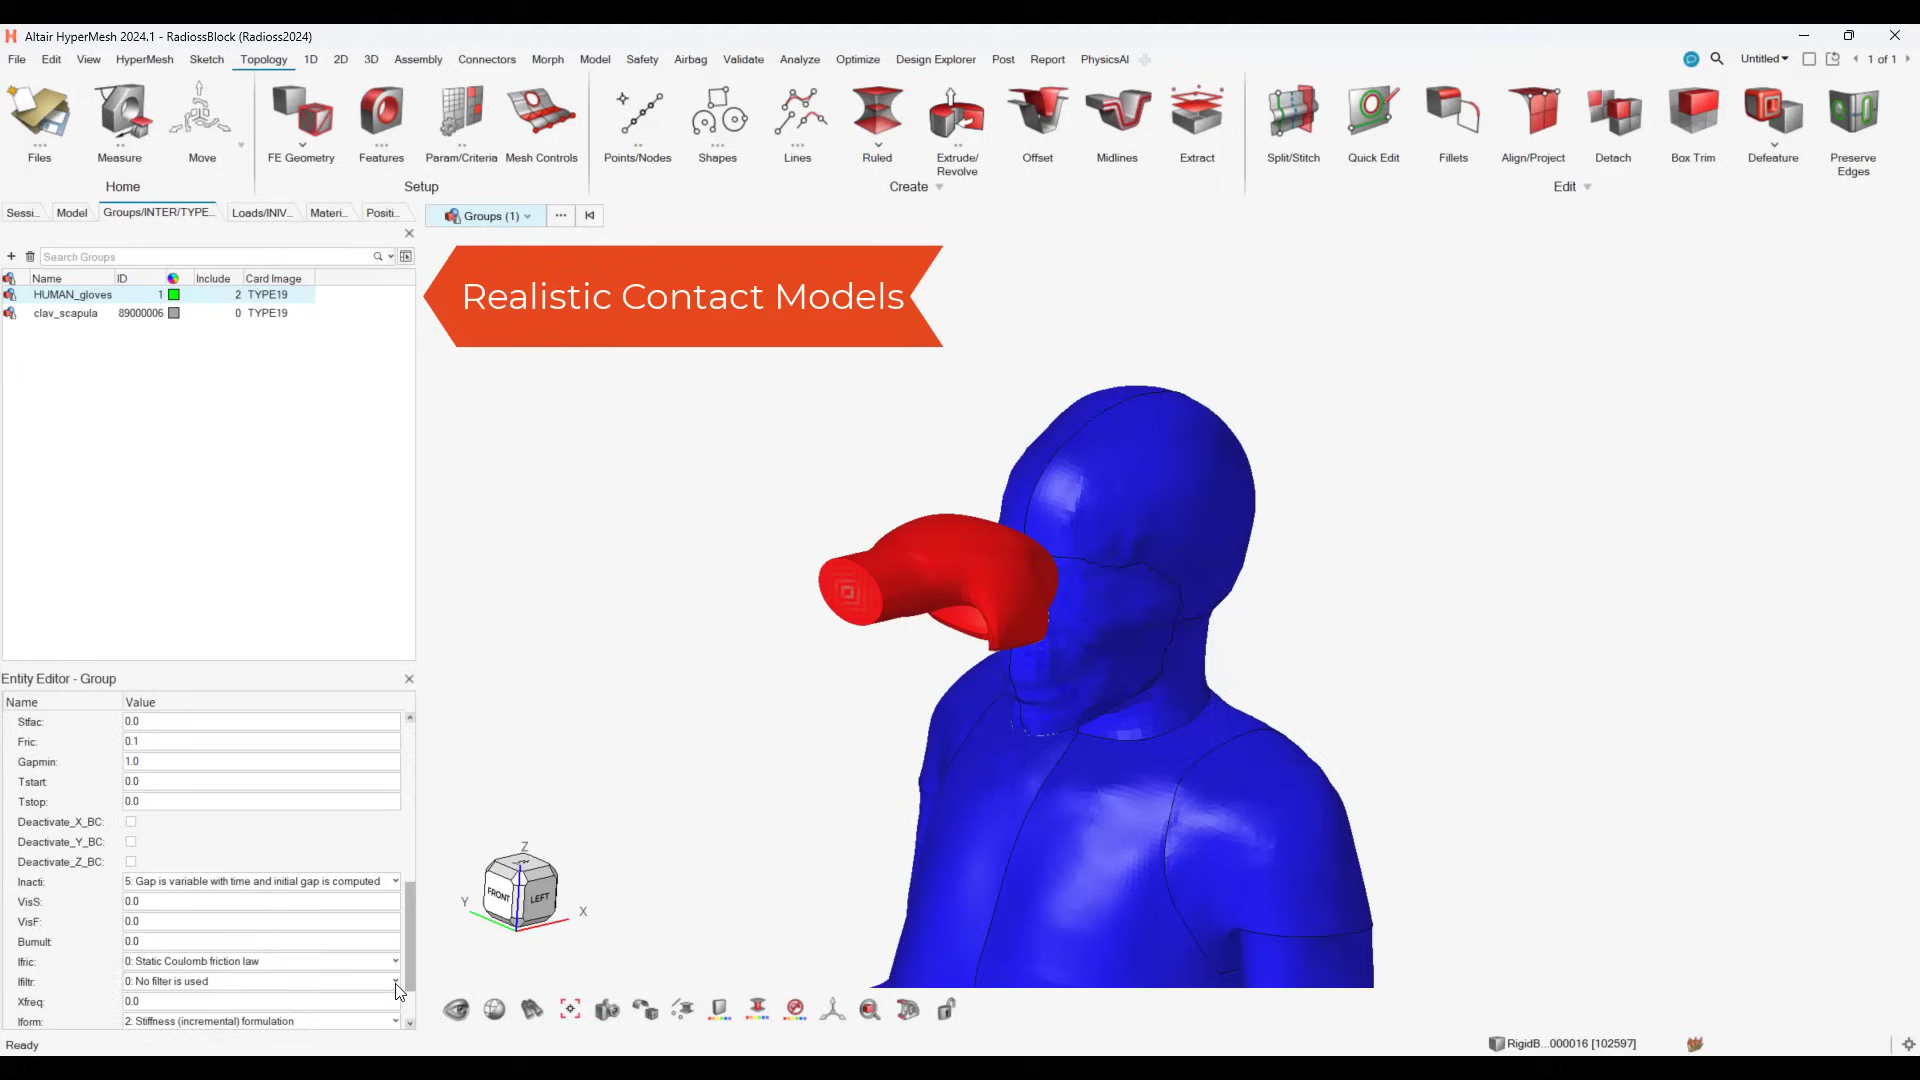 Altair HyperMesh 2024.1 - RadiossBlock (Radioss2024)
File Edit View HyperMesh Sketch Topology 1D 2D 3D Assembly Connectors Morph Model Safety Airbag Validate Analyze Optimize Design Explorer Post Report PhysicsAI Untitled 1 of 1
Files Measure Move FE Geometry Features Param/Criteria Mesh Controls Points/Nodes Shapes Lines Ruled Extrude/ Revolve Offset Midlines Extract Split/Stitch Quick Edit Fillets Align/Project Detach Box Trim Defeature Preserve Edges
Home Setup Create Edit
Sessi... Model Groups/INTER/TYPE... Loads/INIV... Materi... Positi... Groups (1)
Search Groups
Name ID Include Card Image
HUMAN_gloves 1 2 TYPE19
clav_scapula 89000006 0 TYPE19
Realistic Contact Models
Entity Editor - Group
Name Value
Stfac: 0.0
Fric: 0.1
Gapmin: 1.0
Tstart: 0.0
Tstop: 0.0
Deactivate_X_BC:
Deactivate_Y_BC:
Deactivate_Z_BC:
Inacti: 5: Gap is variable with time and initial gap is computed
VisS: 0.0
VisF: 0.0
Bumult: 0.0
Ifric: 0: Static Coulomb friction law
Ifiltr: 0: No filter is used
Xfreq: 0.0
Iform: 2: Stiffness (incremental) formulation
Z
FRONT LEFT
Y X
Ready RigidB...000016 [102597]